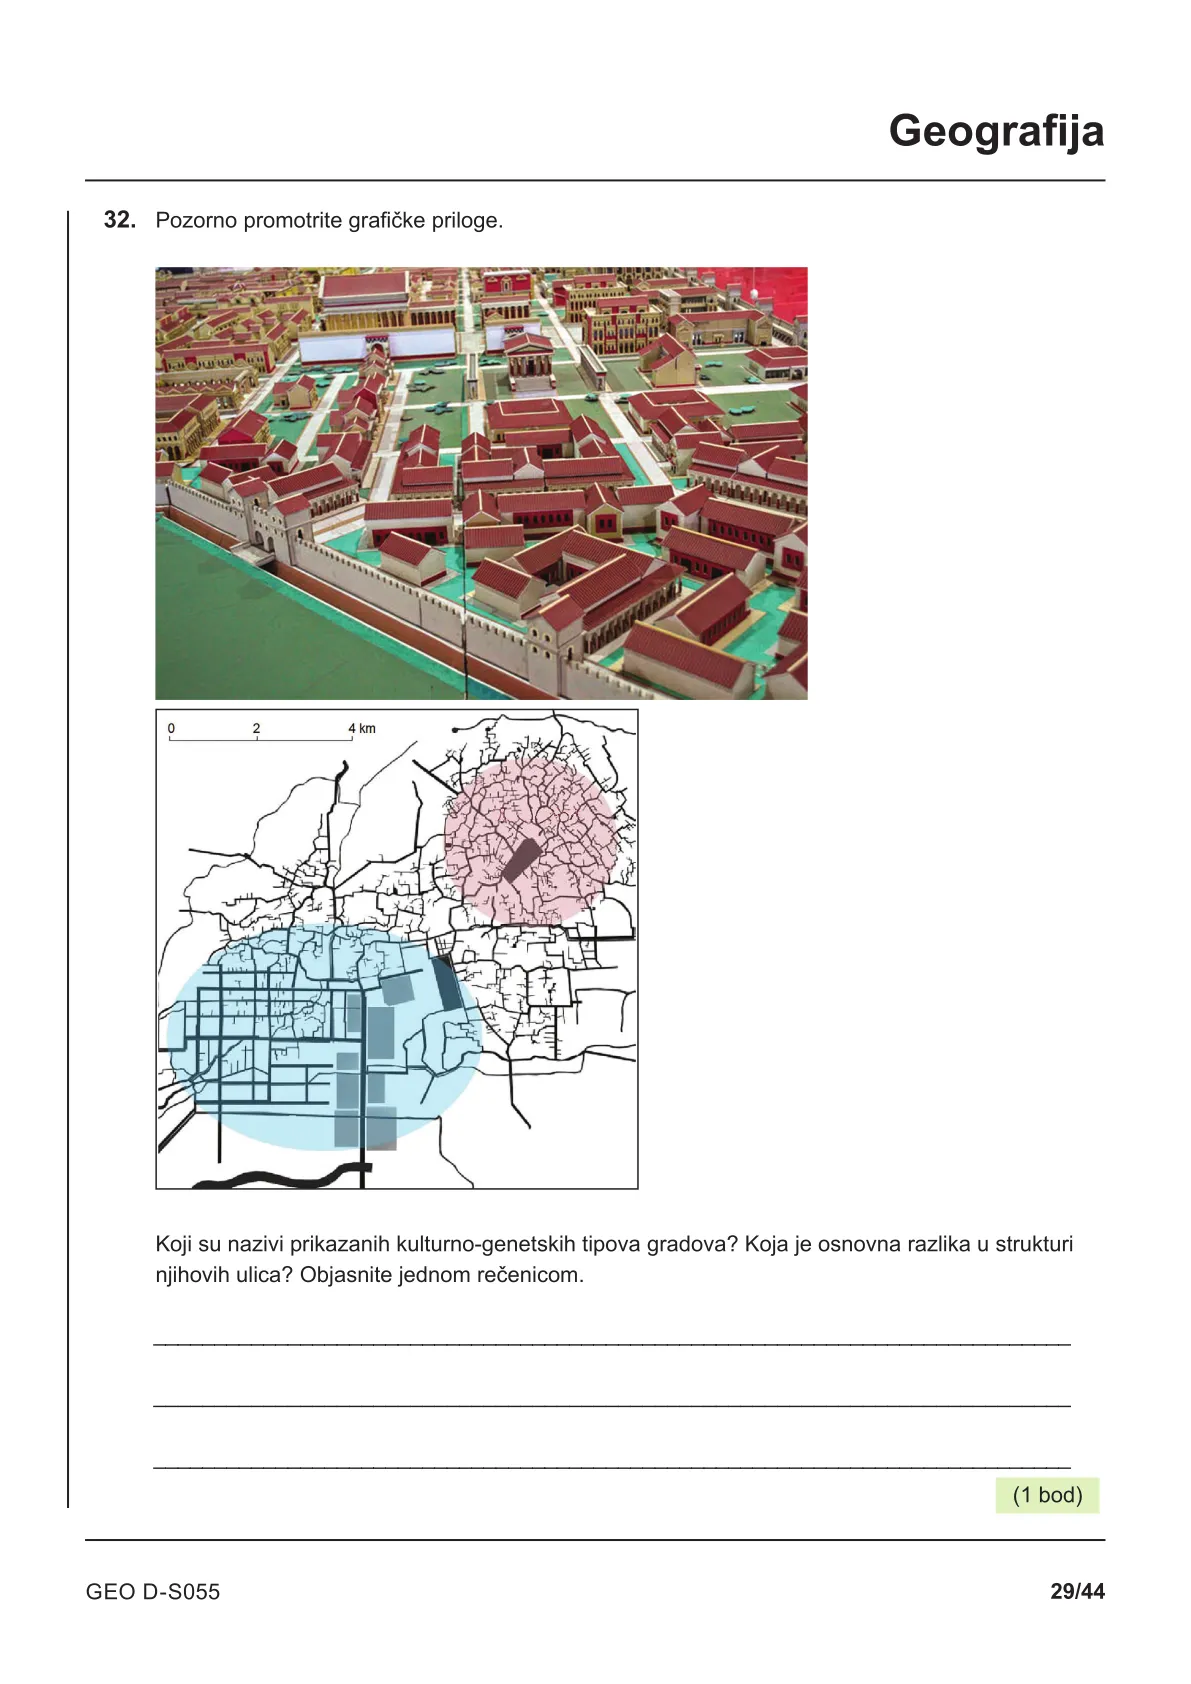 Geografija
32. Pozorno promotrite grafičke priloge.
0 2 4 km
Koji su nazivi prikazanih kulturno-genetskih tipova gradova? Koja je osnovna razlika u strukturi
njihovih ulica? Objasnite jednom rečenicom.
(1 bod)
GEO D-S055
29/44